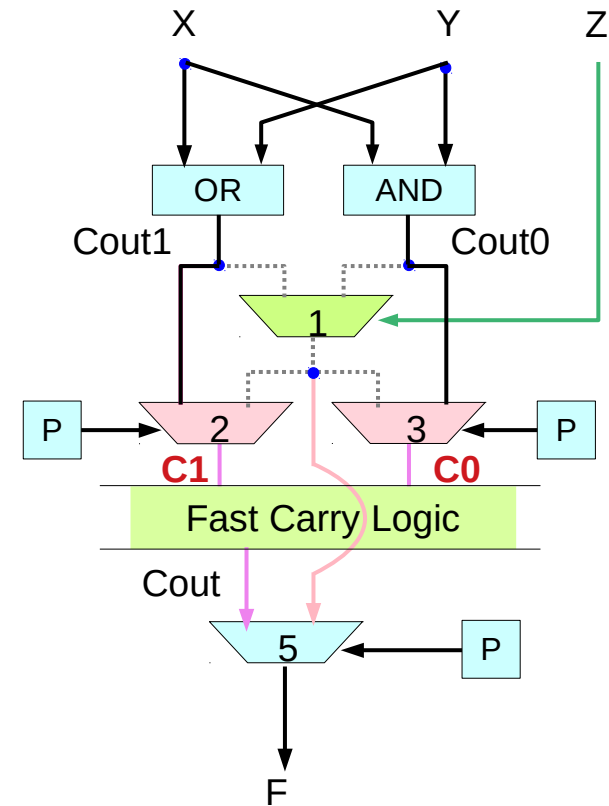 X Y Z
OR AND
Cout1 Cout0
1
P 2 3 P
C1 C0
Fast Carry Logic
Cout
5 P
F